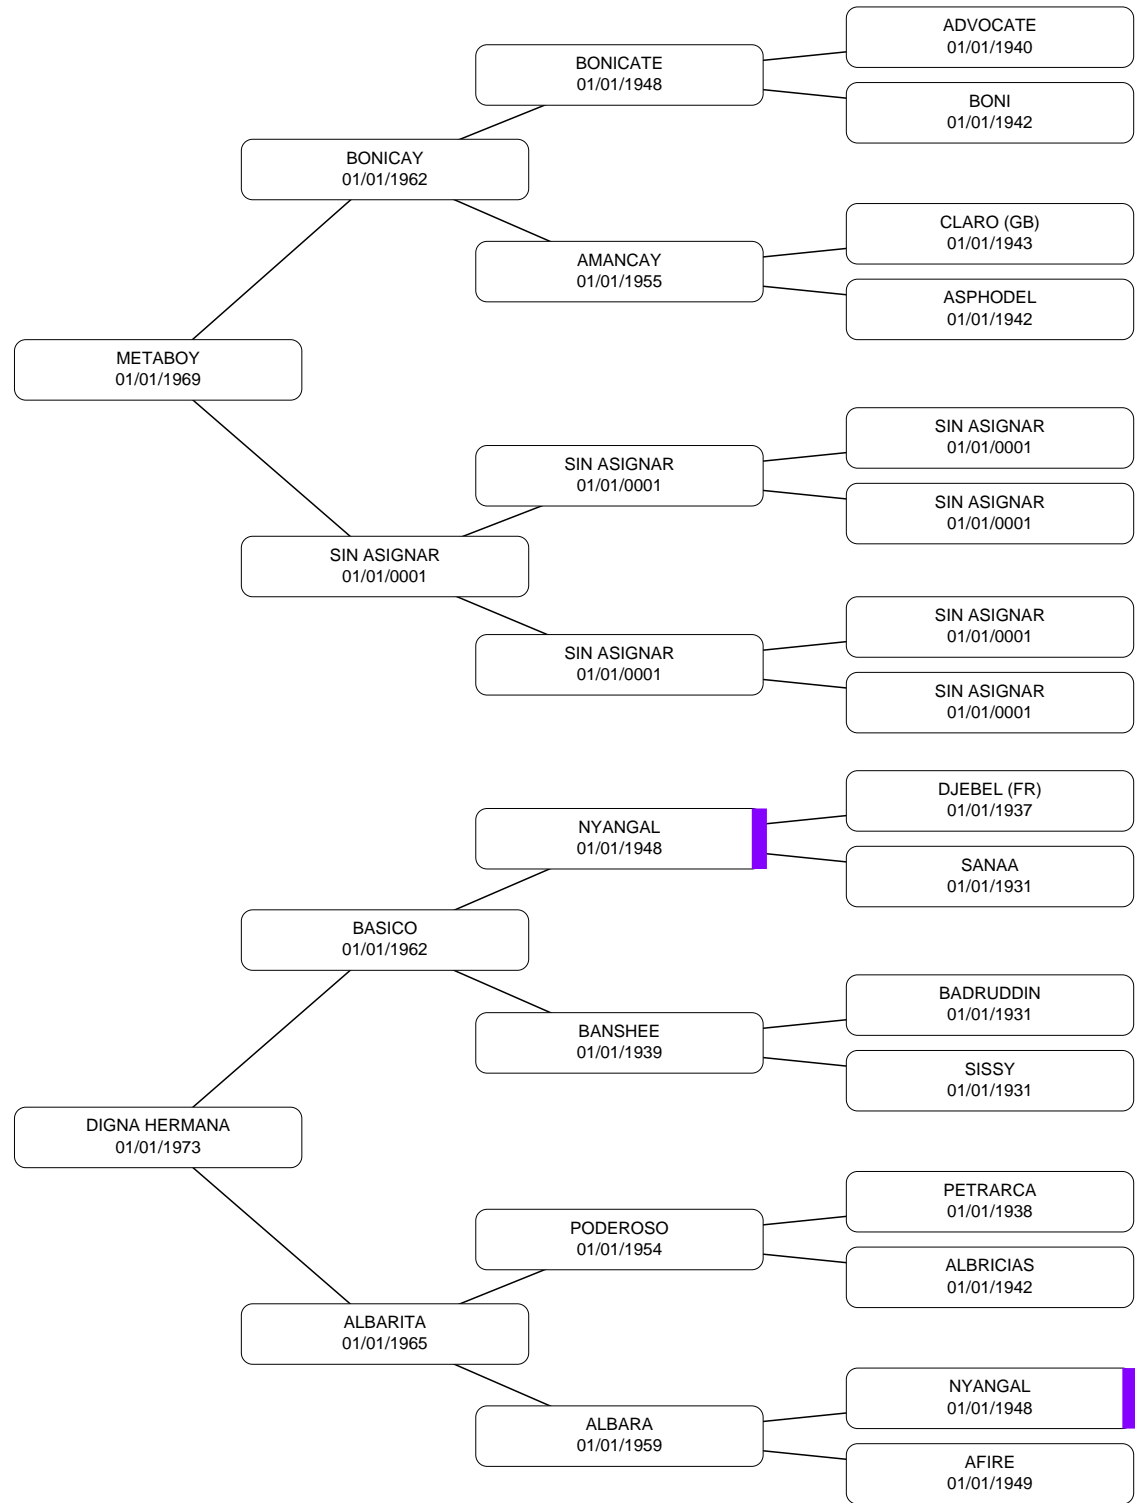 ADVOCATE
01/01/1940
BONICATE
01/01/1948
BONI
01/01/1942
BONICAY
01/01/1962
CLARO (GB)
01/01/1943
AMANCAY
01/01/1955
ASPHODEL
01/01/1942
METABOY
01/01/1969
SIN ASIGNAR
01/01/0001
SIN ASIGNAR
01/01/0001
SIN ASIGNAR
01/01/0001
SIN ASIGNAR
01/01/0001
SIN ASIGNAR
01/01/0001
SIN ASIGNAR
01/01/0001
SIN ASIGNAR
01/01/0001
DJEBEL (FR)
01/01/1937
NYANGAL
01/01/1948
SANAA
01/01/1931
BASICO
01/01/1962
BADRUDDIN
01/01/1931
BANSHEE
01/01/1939
SISSY
01/01/1931
DIGNA HERMANA
01/01/1973
PETRARCA
01/01/1938
PODEROSO
01/01/1954
ALBRICIAS
01/01/1942
ALBARITA
01/01/1965
NYANGAL
01/01/1948
ALBARA
01/01/1959
AFIRE
01/01/1949